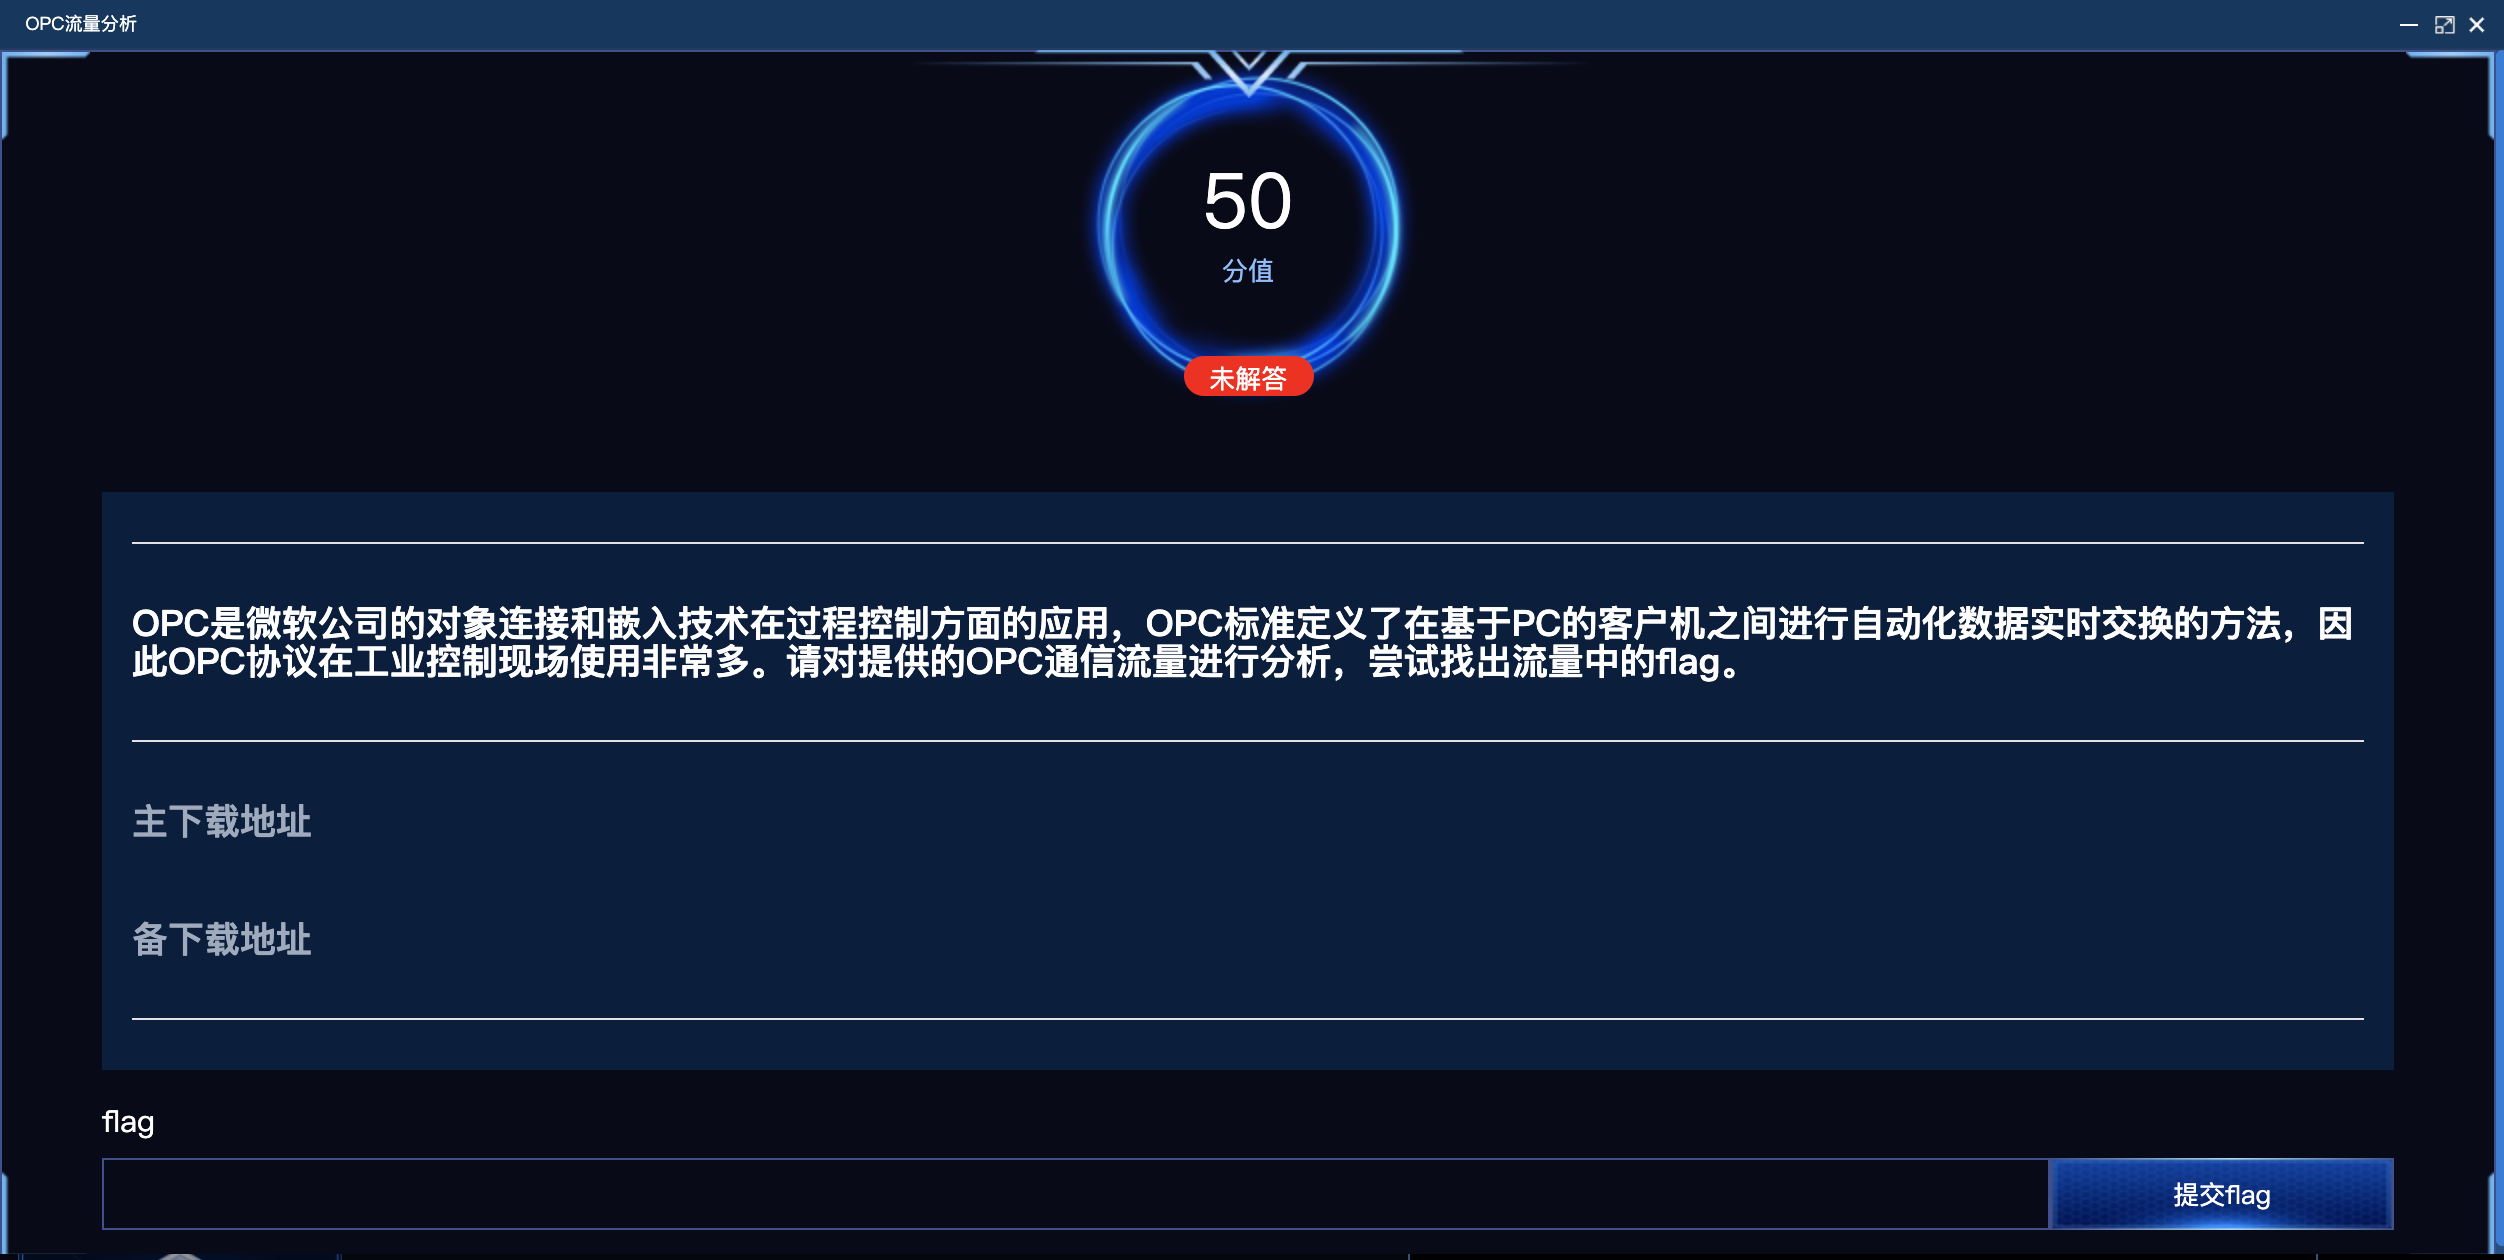 OPC流量分析
50
分值
未解答
OPC是微软公司的对象连接和嵌入技术在过程控制方面的应用，OPC标准定义了在基于PC的客户机之间进行自动化数据实时交换的方法，因
此OPC协议在工业控制现场使用非常多。请对提供的OPC通信流量进行分析，尝试找出流量中的flag。
主下载地址
备下载地址
flag
提交flag